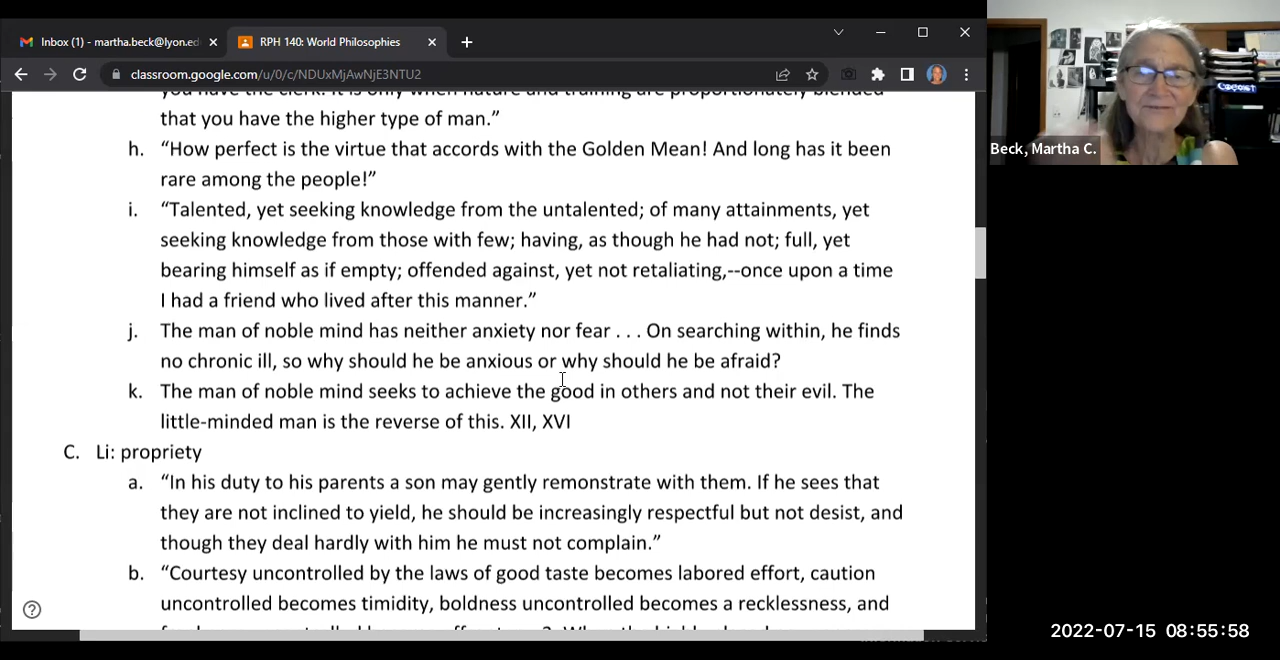 Inbox (1) - martha.beck@lyon.ed
RPH 140: World Philosophies
classroom.google.com/u/0/c/NDUxMjAwNjE3NTU2
that you have the higher type of man.”
h. “How perfect is the virtue that accords with the Golden Mean! And long has it been
rare among the people!”
i. “Talented, yet seeking knowledge from the untalented; of many attainments, yet
seeking knowledge from those with few; having, as though he had not; full, yet
bearing himself as if empty; offended against, yet not retaliating,--once upon a time
I had a friend who lived after this manner.”
j. The man of noble mind has neither anxiety nor fear . . . On searching within, he finds
no chronic ill, so why should he be anxious or why should he be afraid?
k. The man of noble mind seeks to achieve the good in others and not their evil. The
little-minded man is the reverse of this. XII, XVI
C. Li: propriety
a. “In his duty to his parents a son may gently remonstrate with them. If he sees that
they are not inclined to yield, he should be increasingly respectful but not desist, and
though they deal hardly with him he must not complain.”
b. “Courtesy uncontrolled by the laws of good taste becomes labored effort, caution
uncontrolled becomes timidity, boldness uncontrolled becomes a recklessness, and
Beck, Martha C.
2022-07-15 08:55:58